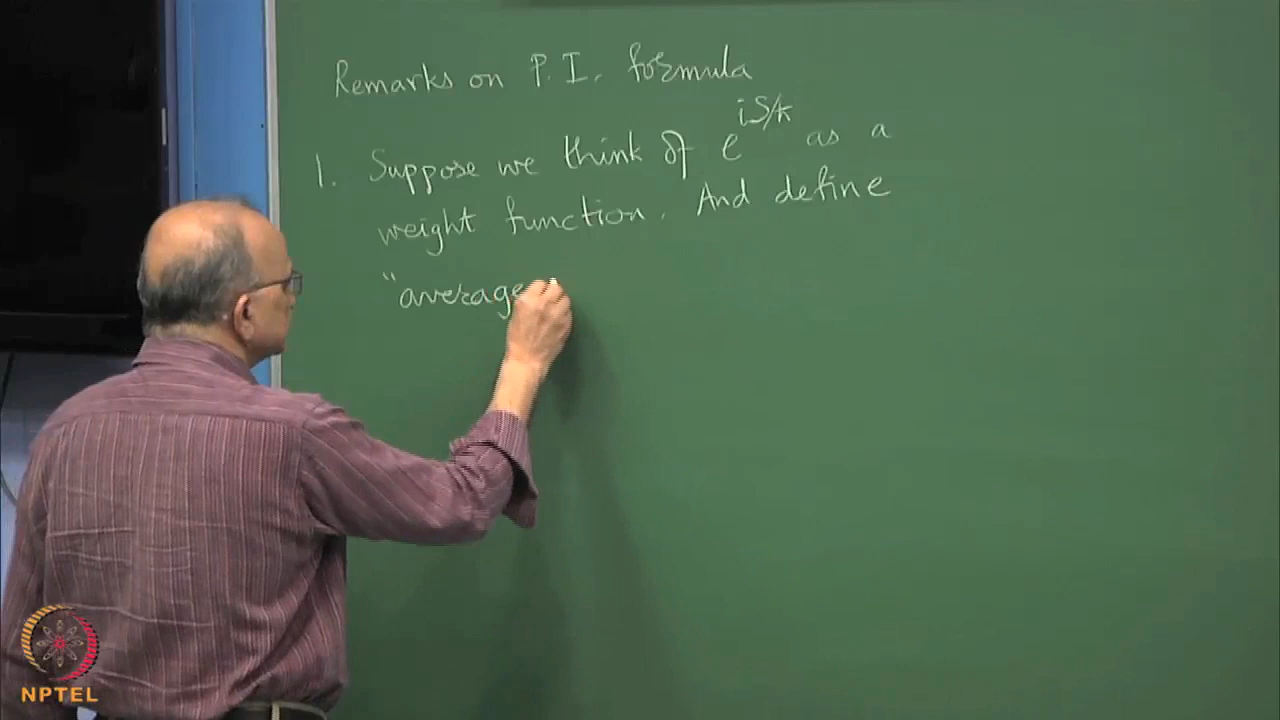 Remarks on P.I. formula
1. Suppose we think of e^{iS/ħ} as a
weight function. And define
"average
NPTEL